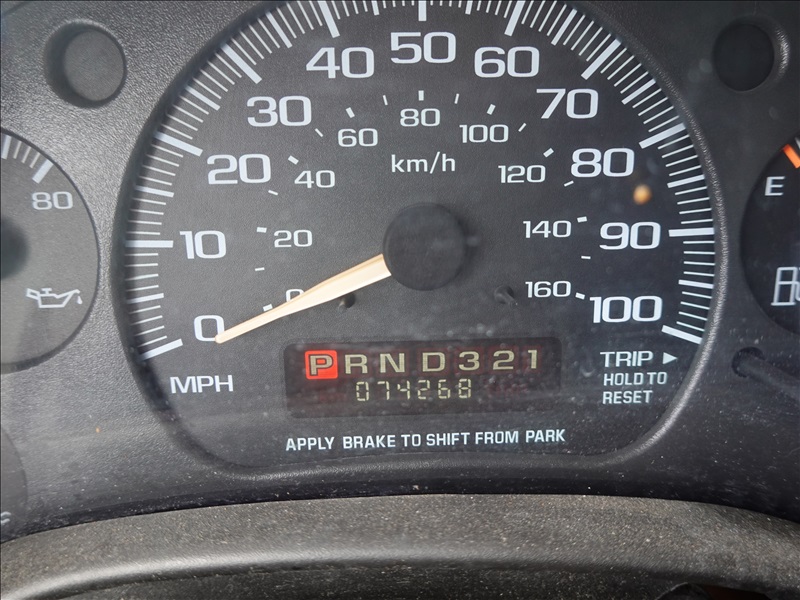 50
40 60
30 80 70
60 100
20 km/h 80
80 40 120 E
10 20 140 90
0 0 160 100
PRND321 TRIP
MPH 074268 HOLD TO
RESET
APPLY BRAKE TO SHIFT FROM PARK
C